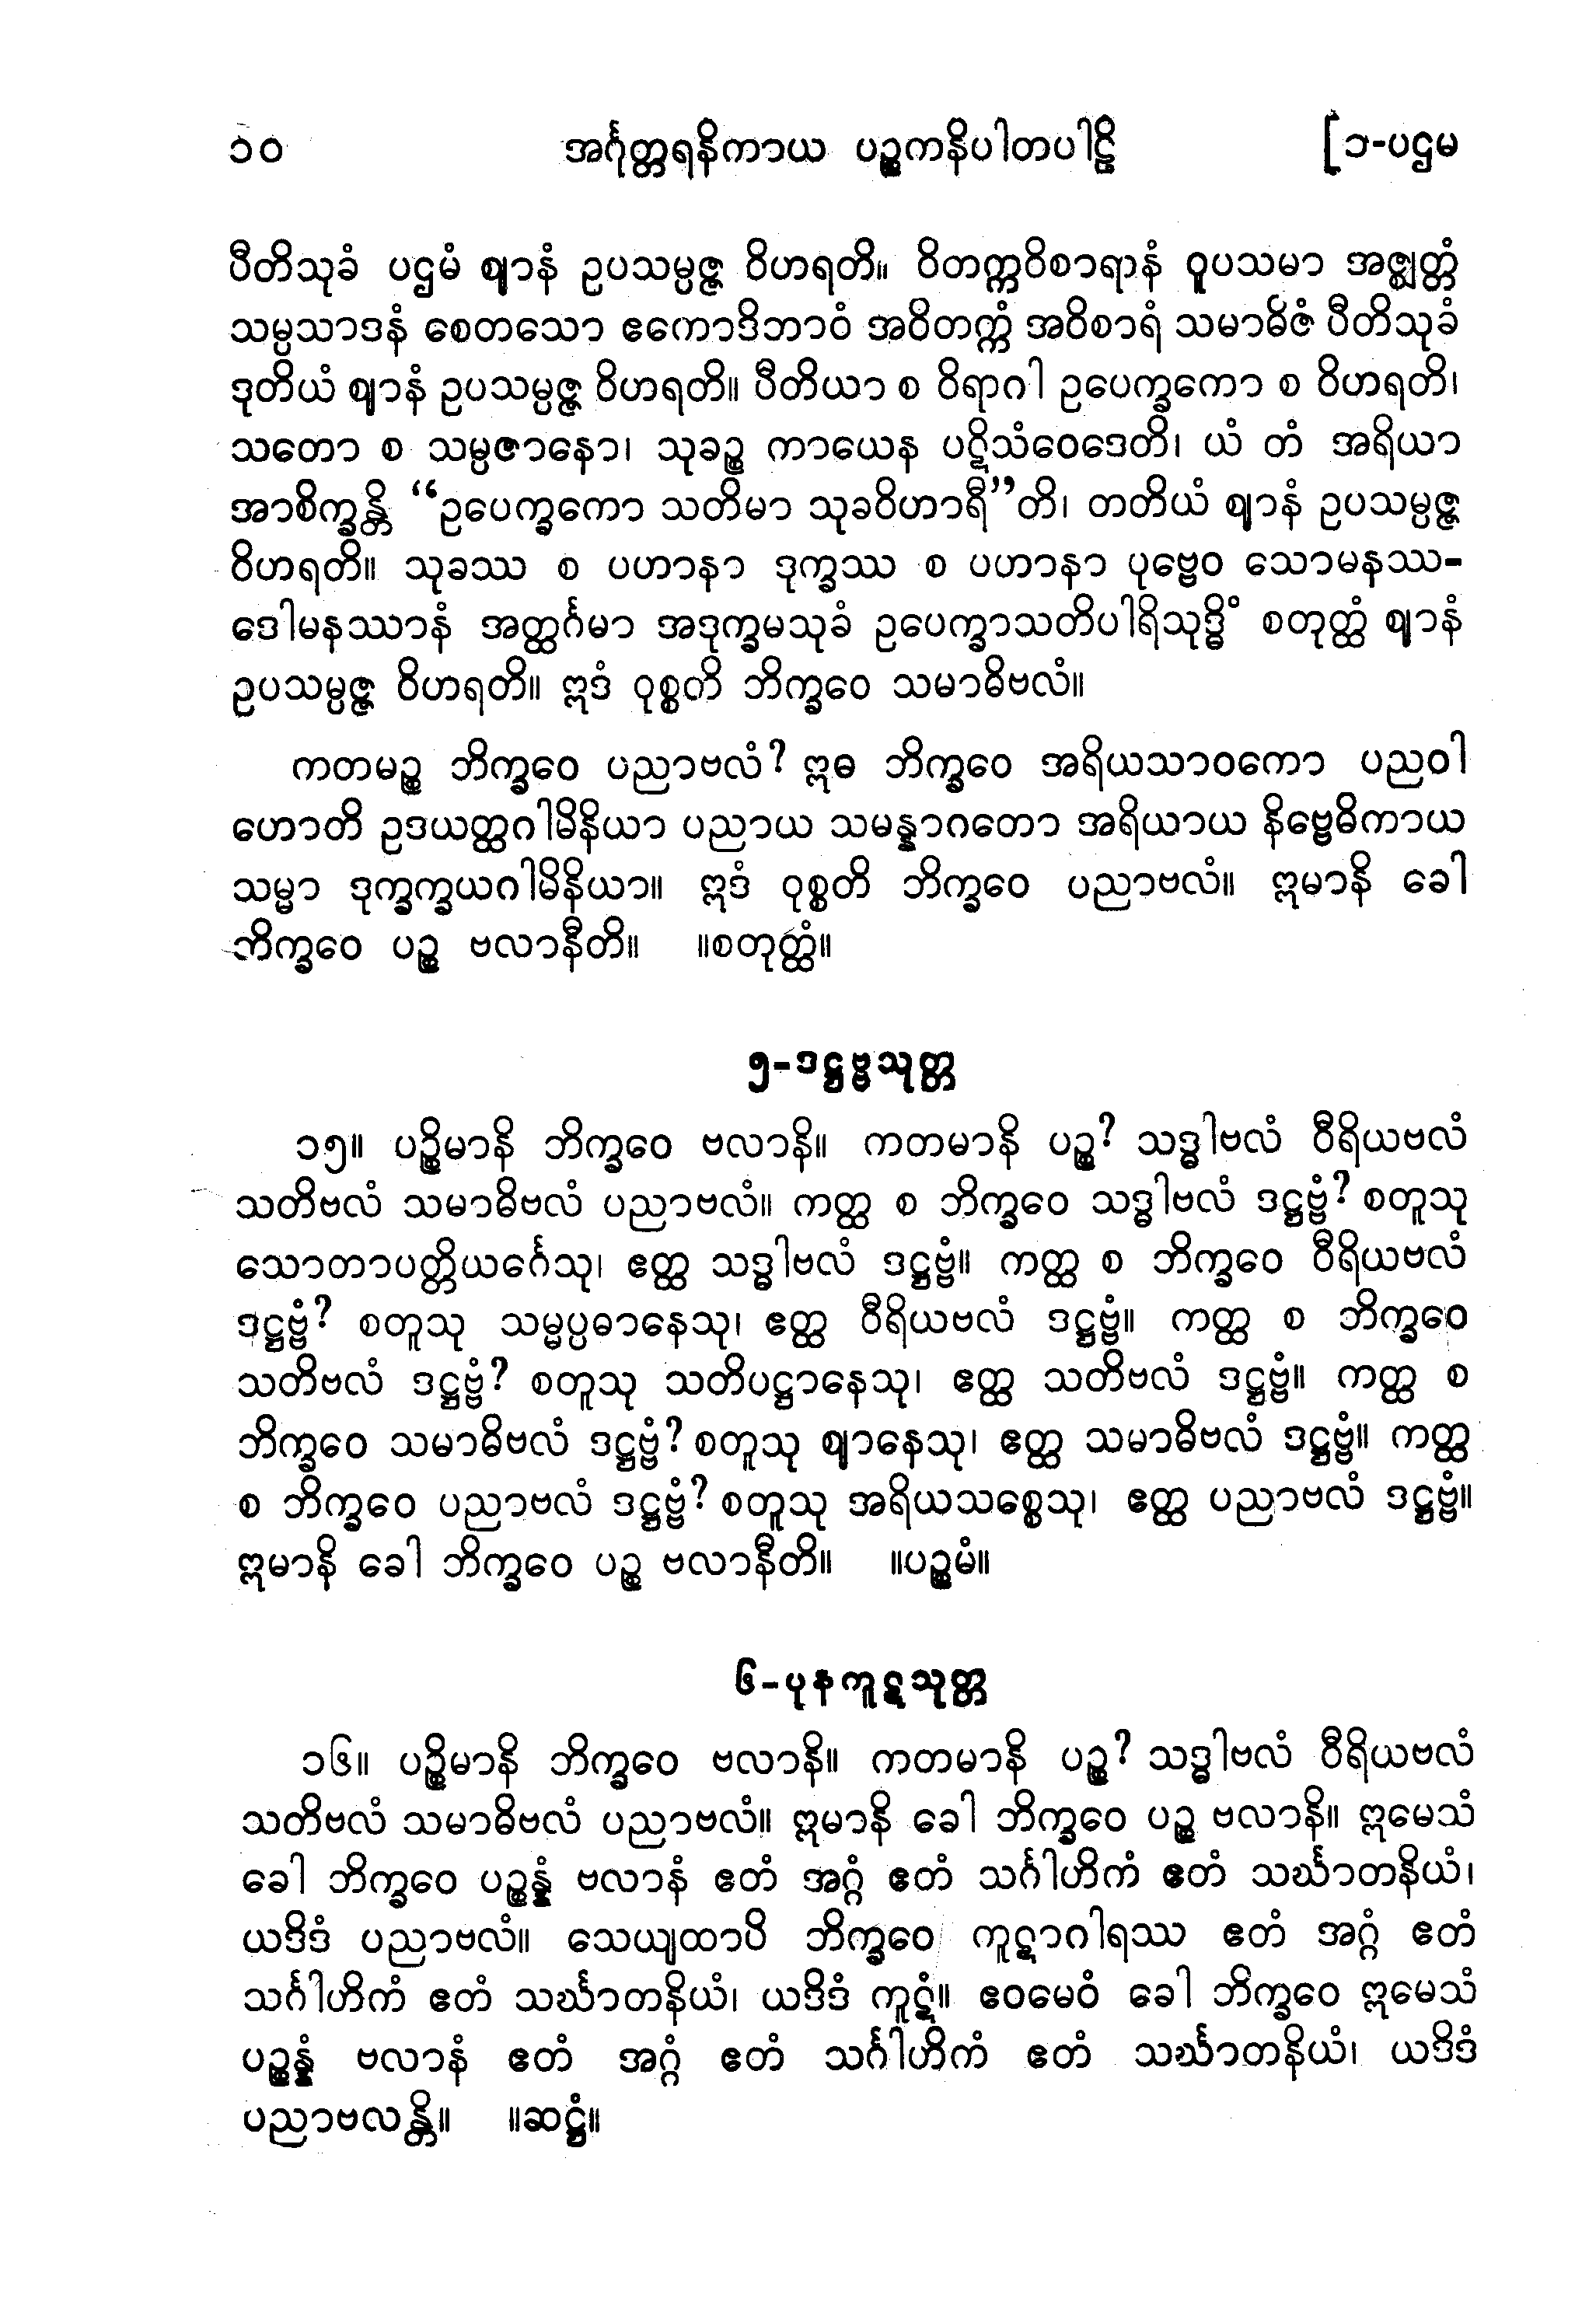 ၁၀ အင်္ဂုတ္တရနိကာယ ပဉ္စကနိပါတပါဠိ [၁-ပဌမ
ပီတိသုခံ ပဌမံ ဈာနံ ဥပသမ္ပဇ္ဇ ဝိဟရတိ။ ဝိတက္ကဝိစာရာနံ ဝူပသမာ အဇ္ဈတ္တံ
သမ္ပသာဒနံ စေတသော ဧကောဒိဘာဝံ အဝိတက္ကံ အဝိစာရံ သမာဓိဇံ ပီတိသုခံ
ဒုတိယံ ဈာနံ ဥပသမ္ပဇ္ဇ ဝိဟရတိ။ ပီတိယာ စ ဝိရာဂါ ဥပေက္ခကော စ ဝိဟရတိ၊
သတော စ သမ္ပဇာနော၊ သုခဉ္စ ကာယေန ပဋိသံဝေဒေတိ၊ ယံ တံ အရိယာ
အာစိက္ခန္တိ “ဥပေက္ခကော သတိမာ သုခဝိဟာရီ”တိ၊ တတိယံ ဈာနံ ဥပသမ္ပဇ္ဇ
ဝိဟရတိ။ သုခဿ စ ပဟာနာ ဒုက္ခဿ စ ပဟာနာ ပုဗ္ဗေဝ သောမနဿ-
ဒေါမနဿာနံ အတ္ထင်္ဂမာ အဒုက္ခမသုခံ ဥပေက္ခာသတိပါရိသုဒ္ဓိံ စတုတ္ထံ ဈာနံ
ဥပသမ္ပဇ္ဇ ဝိဟရတိ။ ဣဒံ ဝုစ္စတိ ဘိက္ခဝေ သမာဓိဗလံ။
ကတမဉ္စ ဘိက္ခဝေ ပညာဗလံ? ဣဓ ဘိက္ခဝေ အရိယသာဝကော ပညဝါ
ဟောတိ ဥဒယတ္ထဂါမိနိယာ ပညာယ သမန္နာဂတော အရိယာယ နိဗ္ဗေဓိကာယ
သမ္မာ ဒုက္ခက္ခယဂါမိနိယာ။ ဣဒံ ဝုစ္စတိ ဘိက္ခဝေ ပညာဗလံ။ ဣမာနိ ခေါ
ဘိက္ခဝေ ပဉ္စ ဗလာနီတိ။ ။စတုတ္ထံ။
၅-ဒဋ္ဌဗ္ဗသုတ္တ
၁၅။ ပဉ္စိမာနိ ဘိက္ခဝေ ဗလာနိ။ ကတမာနိ ပဉ္စ? သဒ္ဓါဗလံ ဝီရိယဗလံ
သတိဗလံ သမာဓိဗလံ ပညာဗလံ။ ကတ္ထ စ ဘိက္ခဝေ သဒ္ဓါဗလံ ဒဋ္ဌဗ္ဗံ? စတူသု
သောတာပတ္တိယင်္ဂေသု၊ ဧတ္ထ သဒ္ဓါဗလံ ဒဋ္ဌဗ္ဗံ။ ကတ္ထ စ ဘိက္ခဝေ ဝီရိယဗလံ
ဒဋ္ဌဗ္ဗံ? စတူသု သမ္မပ္ပဓာနေသု၊ ဧတ္ထ ဝီရိယဗလံ ဒဋ္ဌဗ္ဗံ။ ကတ္ထ စ ဘိက္ခဝေ
သတိဗလံ ဒဋ္ဌဗ္ဗံ? စတူသု သတိပဋ္ဌာနေသု၊ ဧတ္ထ သတိဗလံ ဒဋ္ဌဗ္ဗံ။ ကတ္ထ စ
ဘိက္ခဝေ သမာဓိဗလံ ဒဋ္ဌဗ္ဗံ? စတူသု ဈာနေသု၊ ဧတ္ထ သမာဓိဗလံ ဒဋ္ဌဗ္ဗံ။ ကတ္ထ
စ ဘိက္ခဝေ ပညာဗလံ ဒဋ္ဌဗ္ဗံ? စတူသု အရိယသစ္စေသု၊ ဧတ္ထ ပညာဗလံ ဒဋ္ဌဗ္ဗံ။
ဣမာနိ ခေါ ဘိက္ခဝေ ပဉ္စ ဗလာနီတိ။ ။ပဉ္စမံ။
၆-ပုနကူဋသုတ္တ
၁၆။ ပဉ္စိမာနိ ဘိက္ခဝေ ဗလာနိ။ ကတမာနိ ပဉ္စ? သဒ္ဓါဗလံ ဝီရိယဗလံ
သတိဗလံ သမာဓိဗလံ ပညာဗလံ။ ဣမာနိ ခေါ ဘိက္ခဝေ ပဉ္စ ဗလာနိ။ ဣမေသံ
ခေါ ဘိက္ခဝေ ပဉ္စန္နံ ဗလာနံ ဧတံ အဂ္ဂံ ဧတံ သင်္ဂါဟိကံ ဧတံ သင်္ဃာတနိယံ၊
ယဒိဒံ ပညာဗလံ။ သေယျထာပိ ဘိက္ခဝေ ကူဋာဂါရဿ ဧတံ အဂ္ဂံ ဧတံ
သင်္ဂါဟိကံ ဧတံ သင်္ဃာတနိယံ၊ ယဒိဒံ ကူဋံ။ ဧဝမေဝံ ခေါ ဘိက္ခဝေ ဣမေသံ
ပဉ္စန္နံ ဗလာနံ ဧတံ အဂ္ဂံ ဧတံ သင်္ဂါဟိကံ ဧတံ သင်္ဃာတနိယံ၊ ယဒိဒံ
ပညာဗလန္တိ။ ။ဆဋ္ဌံ။